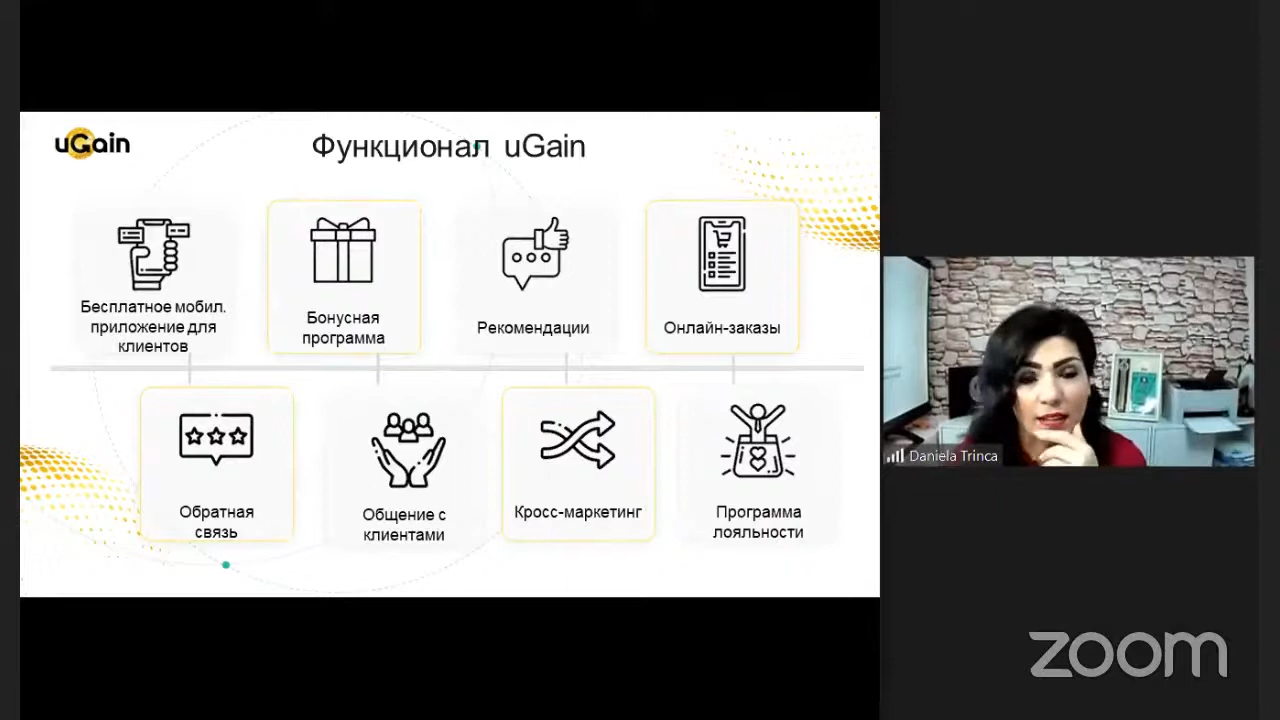 uGain
Функционал uGain
Бесплатное мобил.
приложение для
клиентов
Бонусная
программа
Рекомендации
Онлайн-заказы
Обратная
связь
Общение с
клиентами
Кросс-маркетинг
Программа
лояльности
Daniela Trinca
zoom